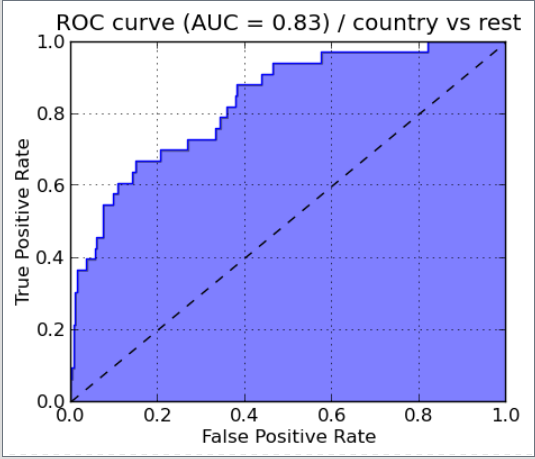 ROC curve (AUC = 0.83) / country vs rest
1.0
0.8
0.6
0.4
0.2
0.0
True Positive Rate
0.0 0.2 0.4 0.6 0.8 1.0
False Positive Rate